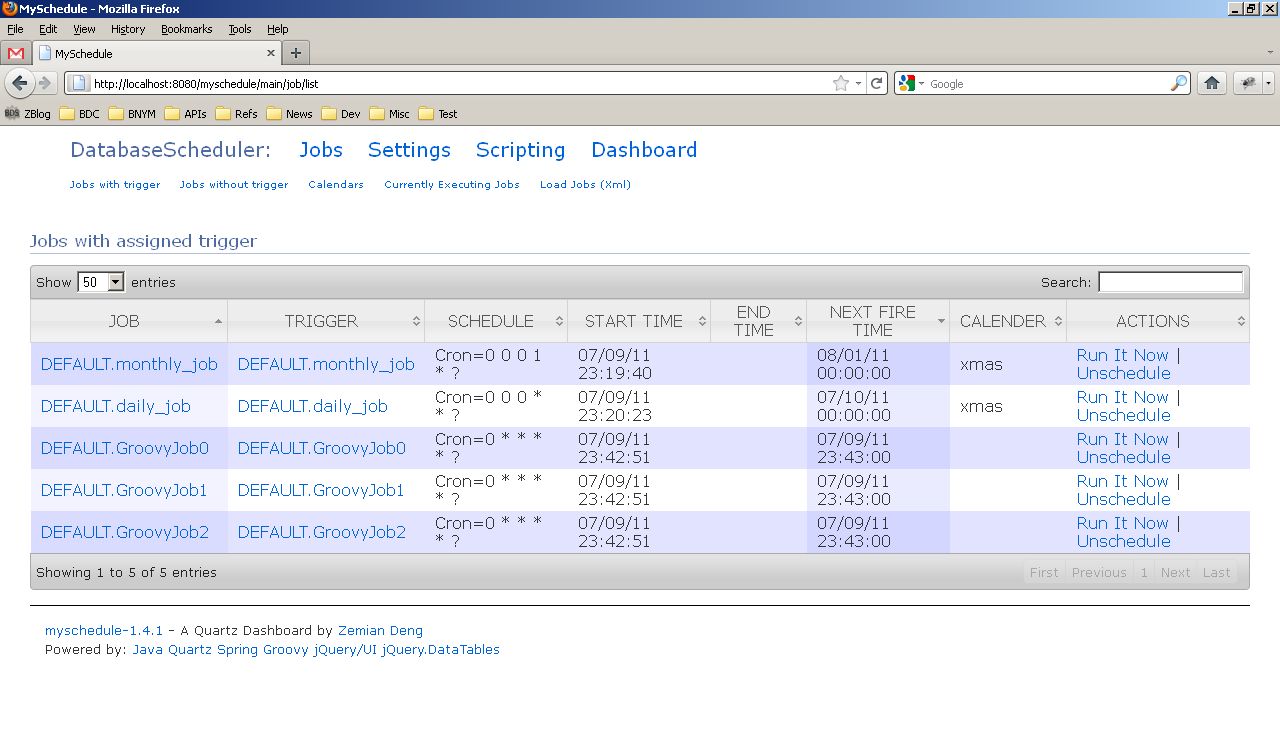 MySchedule - Mozilla Firefox
File Edit View History Bookmarks Tools Help
MySchedule
http://localhost:8080/myschedule/main/job/list Google
BDS ZBlog BDC BNYM APIs Refs News Dev Misc Test
DatabaseScheduler: Jobs Settings Scripting Dashboard
Jobs with trigger Jobs without trigger Calendars Currently Executing Jobs Load Jobs (Xml)
Jobs with assigned trigger
Show 50 entries Search:
JOB TRIGGER SCHEDULE START TIME END TIME NEXT FIRE TIME CALENDER ACTIONS
DEFAULT.monthly_job DEFAULT.monthly_job Cron=0 0 0 1 07/09/11 08/01/11 xmas Run It Now |
* ? 23:19:40 00:00:00 Unschedule
DEFAULT.daily_job DEFAULT.daily_job Cron=0 0 0 * 07/09/11 07/10/11 xmas Run It Now |
* ? 23:20:23 00:00:00 Unschedule
DEFAULT.GroovyJob0 DEFAULT.GroovyJob0 Cron=0 * * * 07/09/11 07/09/11 Run It Now |
* ? 23:42:51 23:43:00 Unschedule
DEFAULT.GroovyJob1 DEFAULT.GroovyJob1 Cron=0 * * * 07/09/11 07/09/11 Run It Now |
* ? 23:42:51 23:43:00 Unschedule
DEFAULT.GroovyJob2 DEFAULT.GroovyJob2 Cron=0 * * * 07/09/11 07/09/11 Run It Now |
* ? 23:42:51 23:43:00 Unschedule
Showing 1 to 5 of 5 entries First Previous 1 Next Last
myschedule-1.4.1 - A Quartz Dashboard by Zemian Deng
Powered by: Java Quartz Spring Groovy jQuery/UI jQuery.DataTables